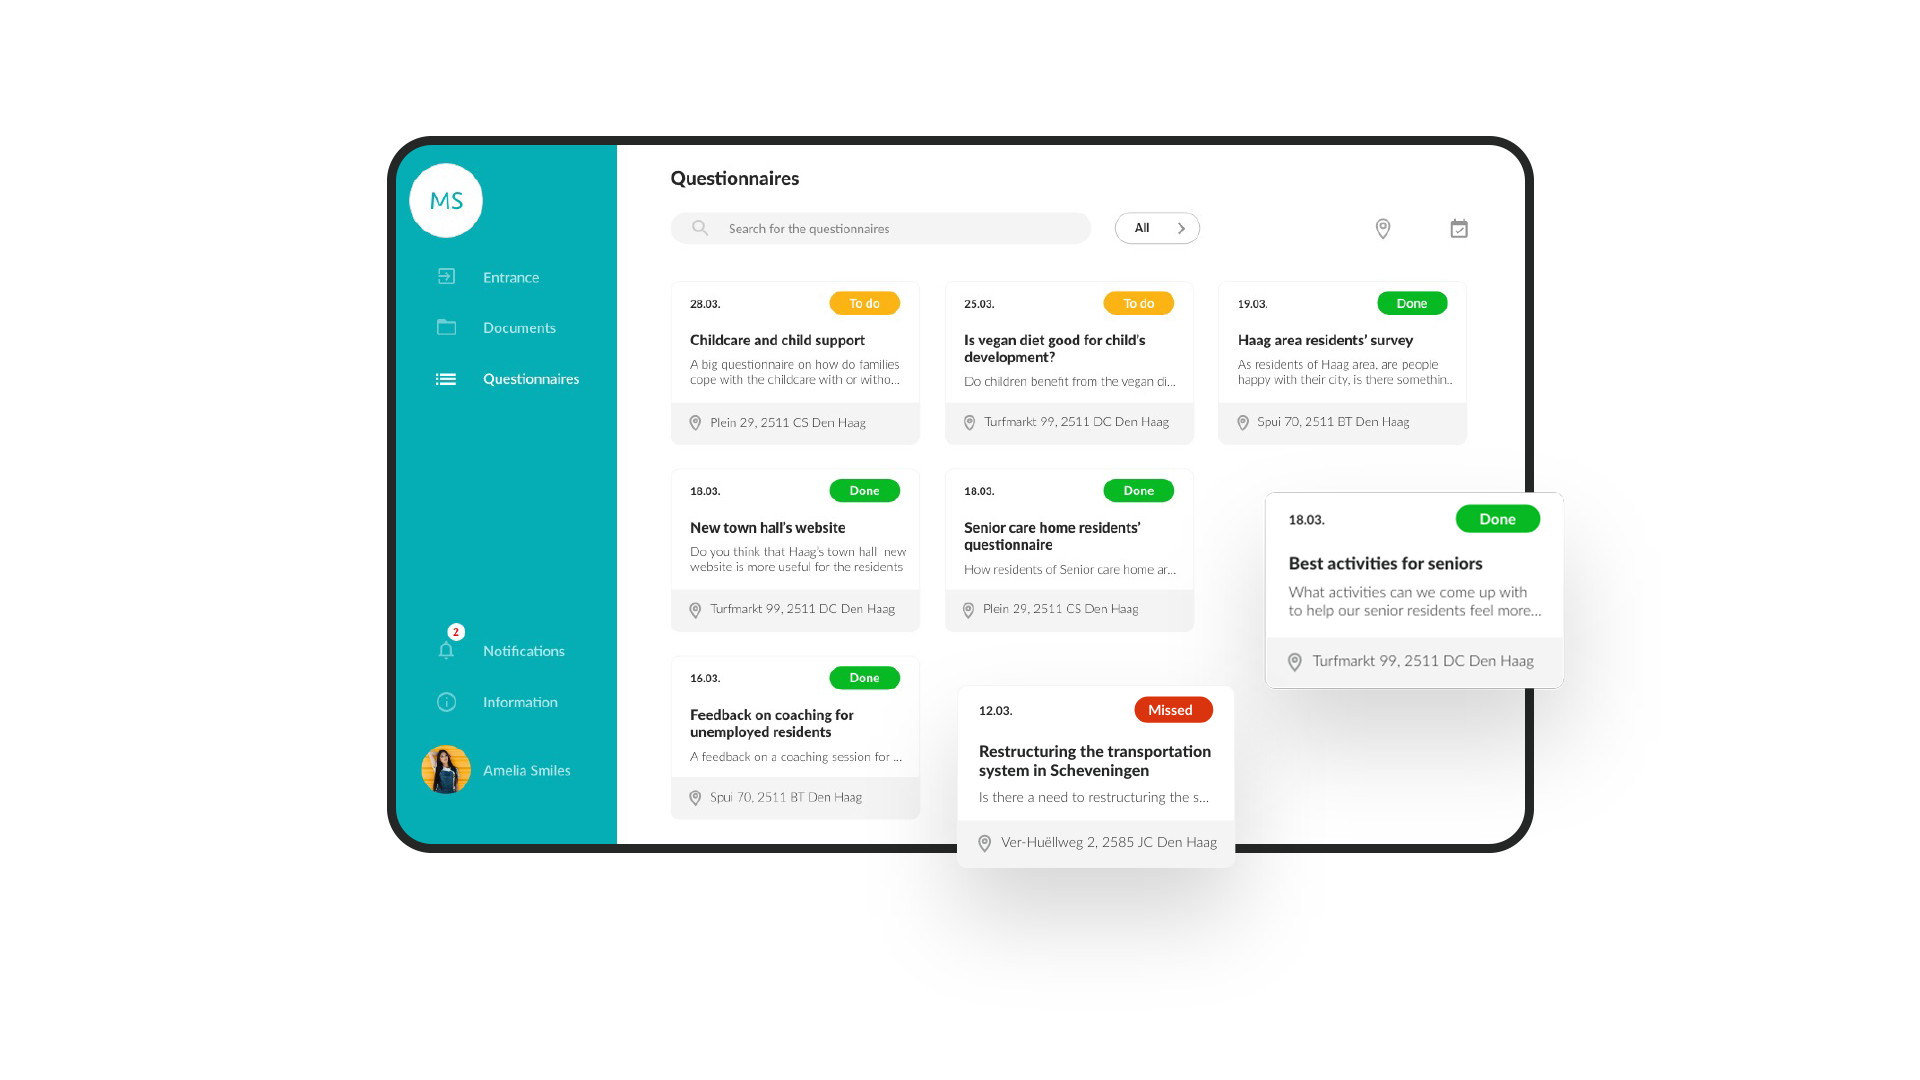 MS
Entrance
Documents
Questionnaires
2
Notifications
Information
Amelia Smiles
Questionnaires
Search for the questionnaires
All
28.03.
To do
Childcare and child support
A big questionnaire on how do families
cope with the childcare with or witho...
Plein 29, 2511 CS Den Haag
25.03.
To do
Is vegan diet good for child's
development?
Do children benefit from the vegan di...
Turfmarkt 99, 2511 DC Den Haag
19.03.
Done
Haag area residents' survey
As residents of Haag area, are people
happy with their city, is there somethin..
Spui 70, 2511 BT Den Haag
18.03.
Done
New town hall's website
Do you think that Haag's town hall new
website is more useful for the residents
Turfmarkt 99, 2511 DC Den Haag
18.03.
Done
Senior care home residents'
questionnaire
How residents of Senior care home ar...
Plein 29, 2511 CS Den Haag
18.03.
Done
Best activities for seniors
What activities can we come up with
to help our senior residents feel more...
Turfmarkt 99, 2511 DC Den Haag
16.03.
Done
Feedback on coaching for
unemployed residents
A feedback on a coaching session for ...
Spui 70, 2511 BT Den Haag
12.03.
Missed
Restructuring the transportation
system in Scheveningen
Is there a need to restructuring the s...
Ver-Huëllweg 2, 2585 JC Den Haag